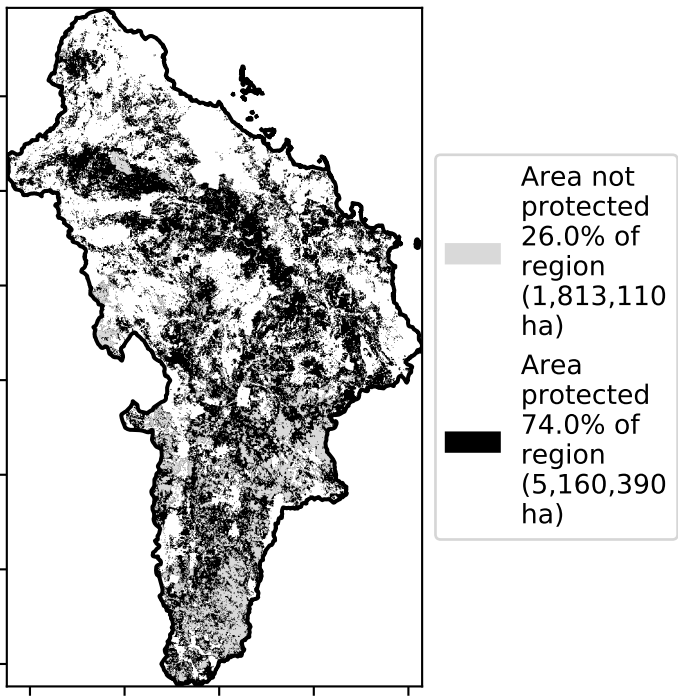 Area not
protected
26.0% of
region
(1,813,110
ha)
Area
protected
74.0% of
region
(5,160,390
ha)